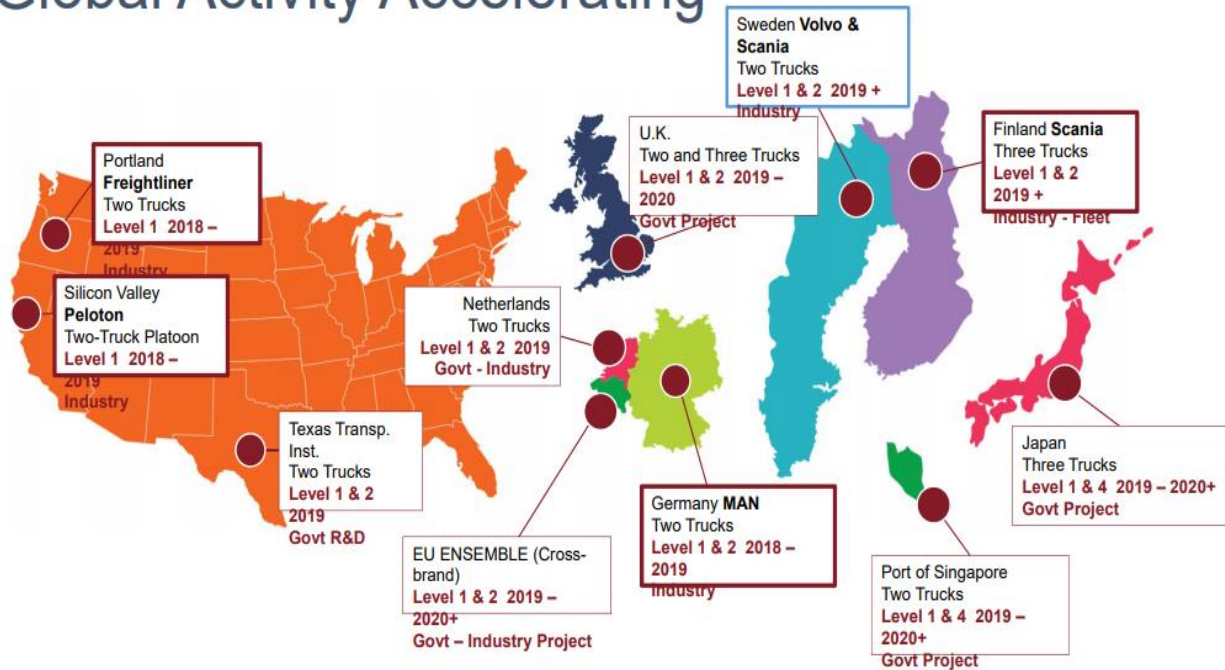 Global Activity Accelerating
Sweden Volvo &
Scania
Two Trucks
Level 1 & 2 2019 +
Industry
U.K.
Two and Three Trucks
Level 1 & 2 2019 –
2020
Govt Project
Finland Scania
Three Trucks
Level 1 & 2
2019 +
Industry - Fleet
Portland
Freightliner
Two Trucks
Level 1 2018 –
2019
Industry
Silicon Valley
Peloton
Two-Truck Platoon
Level 1 2018 –
2019
Industry
Netherlands
Two Trucks
Level 1 & 2 2019
Govt - Industry
Texas Transp.
Inst.
Two Trucks
Level 1 & 2
2019
Govt R&D
EU ENSEMBLE (Cross-
brand)
Level 1 & 2 2019 –
2020+
Govt – Industry Project
Germany MAN
Two Trucks
Level 1 & 2 2018 –
2019
Industry
Japan
Three Trucks
Level 1 & 4 2019 – 2020+
Govt Project
Port of Singapore
Two Trucks
Level 1 & 4 2019 –
2020+
Govt Project